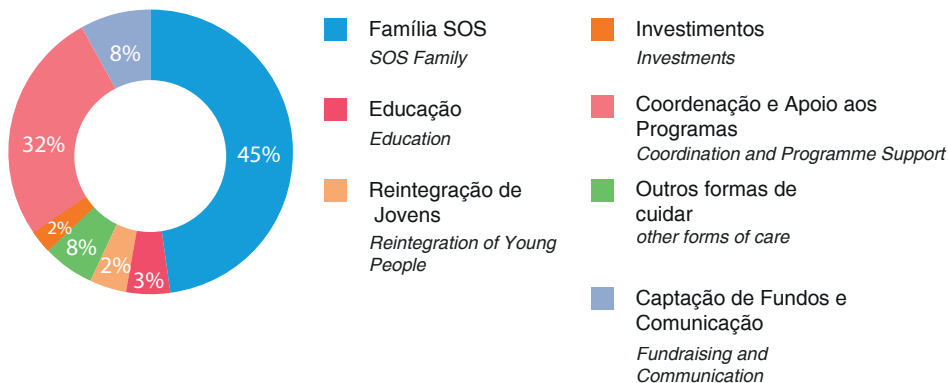 8%
32%
45%
2%
8%
2%
3%
Família SOS
SOS Family
Educação
Education
Reintegração de
Jovens
Reintegration of Young
People
Investimentos
Investments
Coordenação e Apoio aos
Programas
Coordination and Programme Support
Outros formas de
cuidar
other forms of care
Captação de Fundos e
Comunicação
Fundraising and
Communication